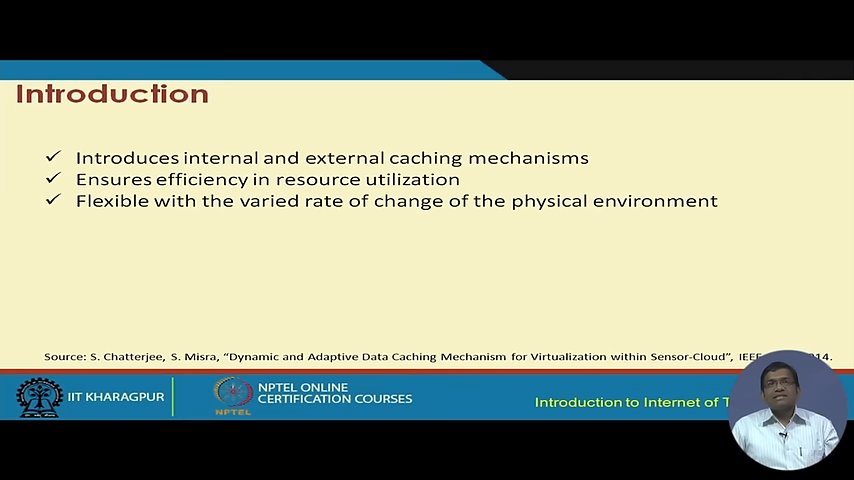 Introduction
✓ Introduces internal and external caching mechanisms
✓ Ensures efficiency in resource utilization
✓ Flexible with the varied rate of change of the physical environment
Source: S. Chatterjee, S. Misra, “Dynamic and Adaptive Data Caching Mechanism for Virtualization within Sensor-Cloud”, IEEE
IIT KHARAGPUR
NPTEL
NPTEL ONLINE
CERTIFICATION COURSES
Introduction to Internet of